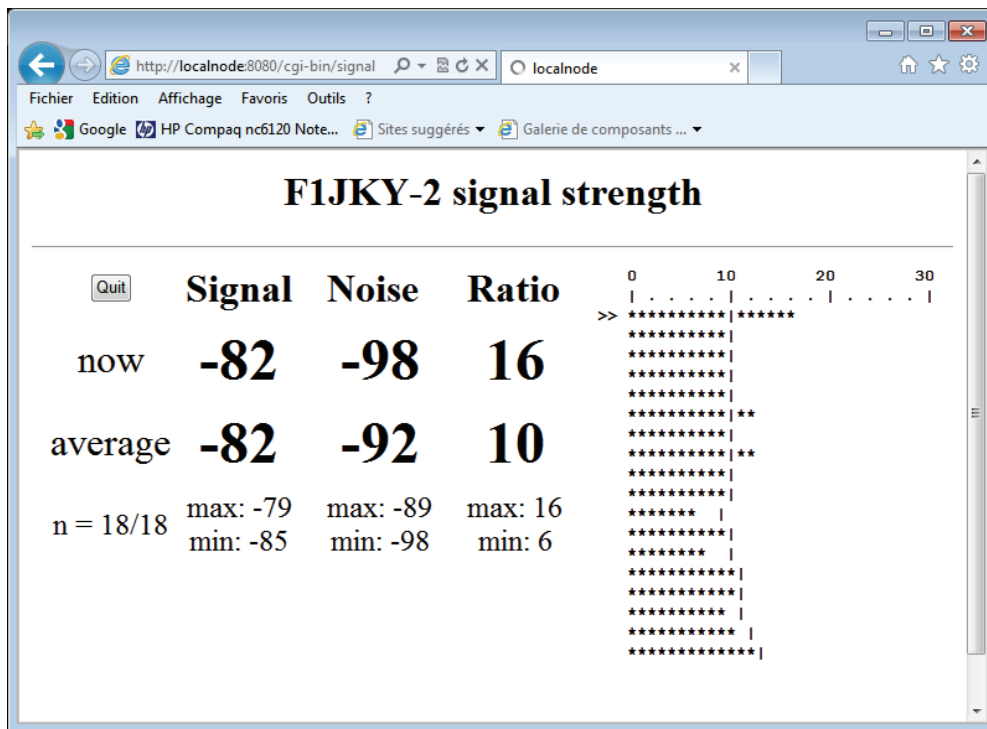 http://localnode:8080/cgi-bin/signal
localnode
Fichier Edition Affichage Favoris Outils ?
Google HP Compaq nc6120 Note... Sites suggérés Galerie de composants ...
F1JKY-2 signal strength
Quit Signal Noise Ratio
now -82 -98 16
average -82 -92 10
n = 18/18 max: -79 max: -89 max: 16
min: -85 min: -98 min: 6
0 10 20 30
| . . . . | . . . . | . . . . |
>> **********|******
**********|
**********|
**********|
**********|
**********|**
**********|
**********|**
**********|
**********|
*******  |
**********|
********  |
***********|
***********|
********** |
*********** |
*************|